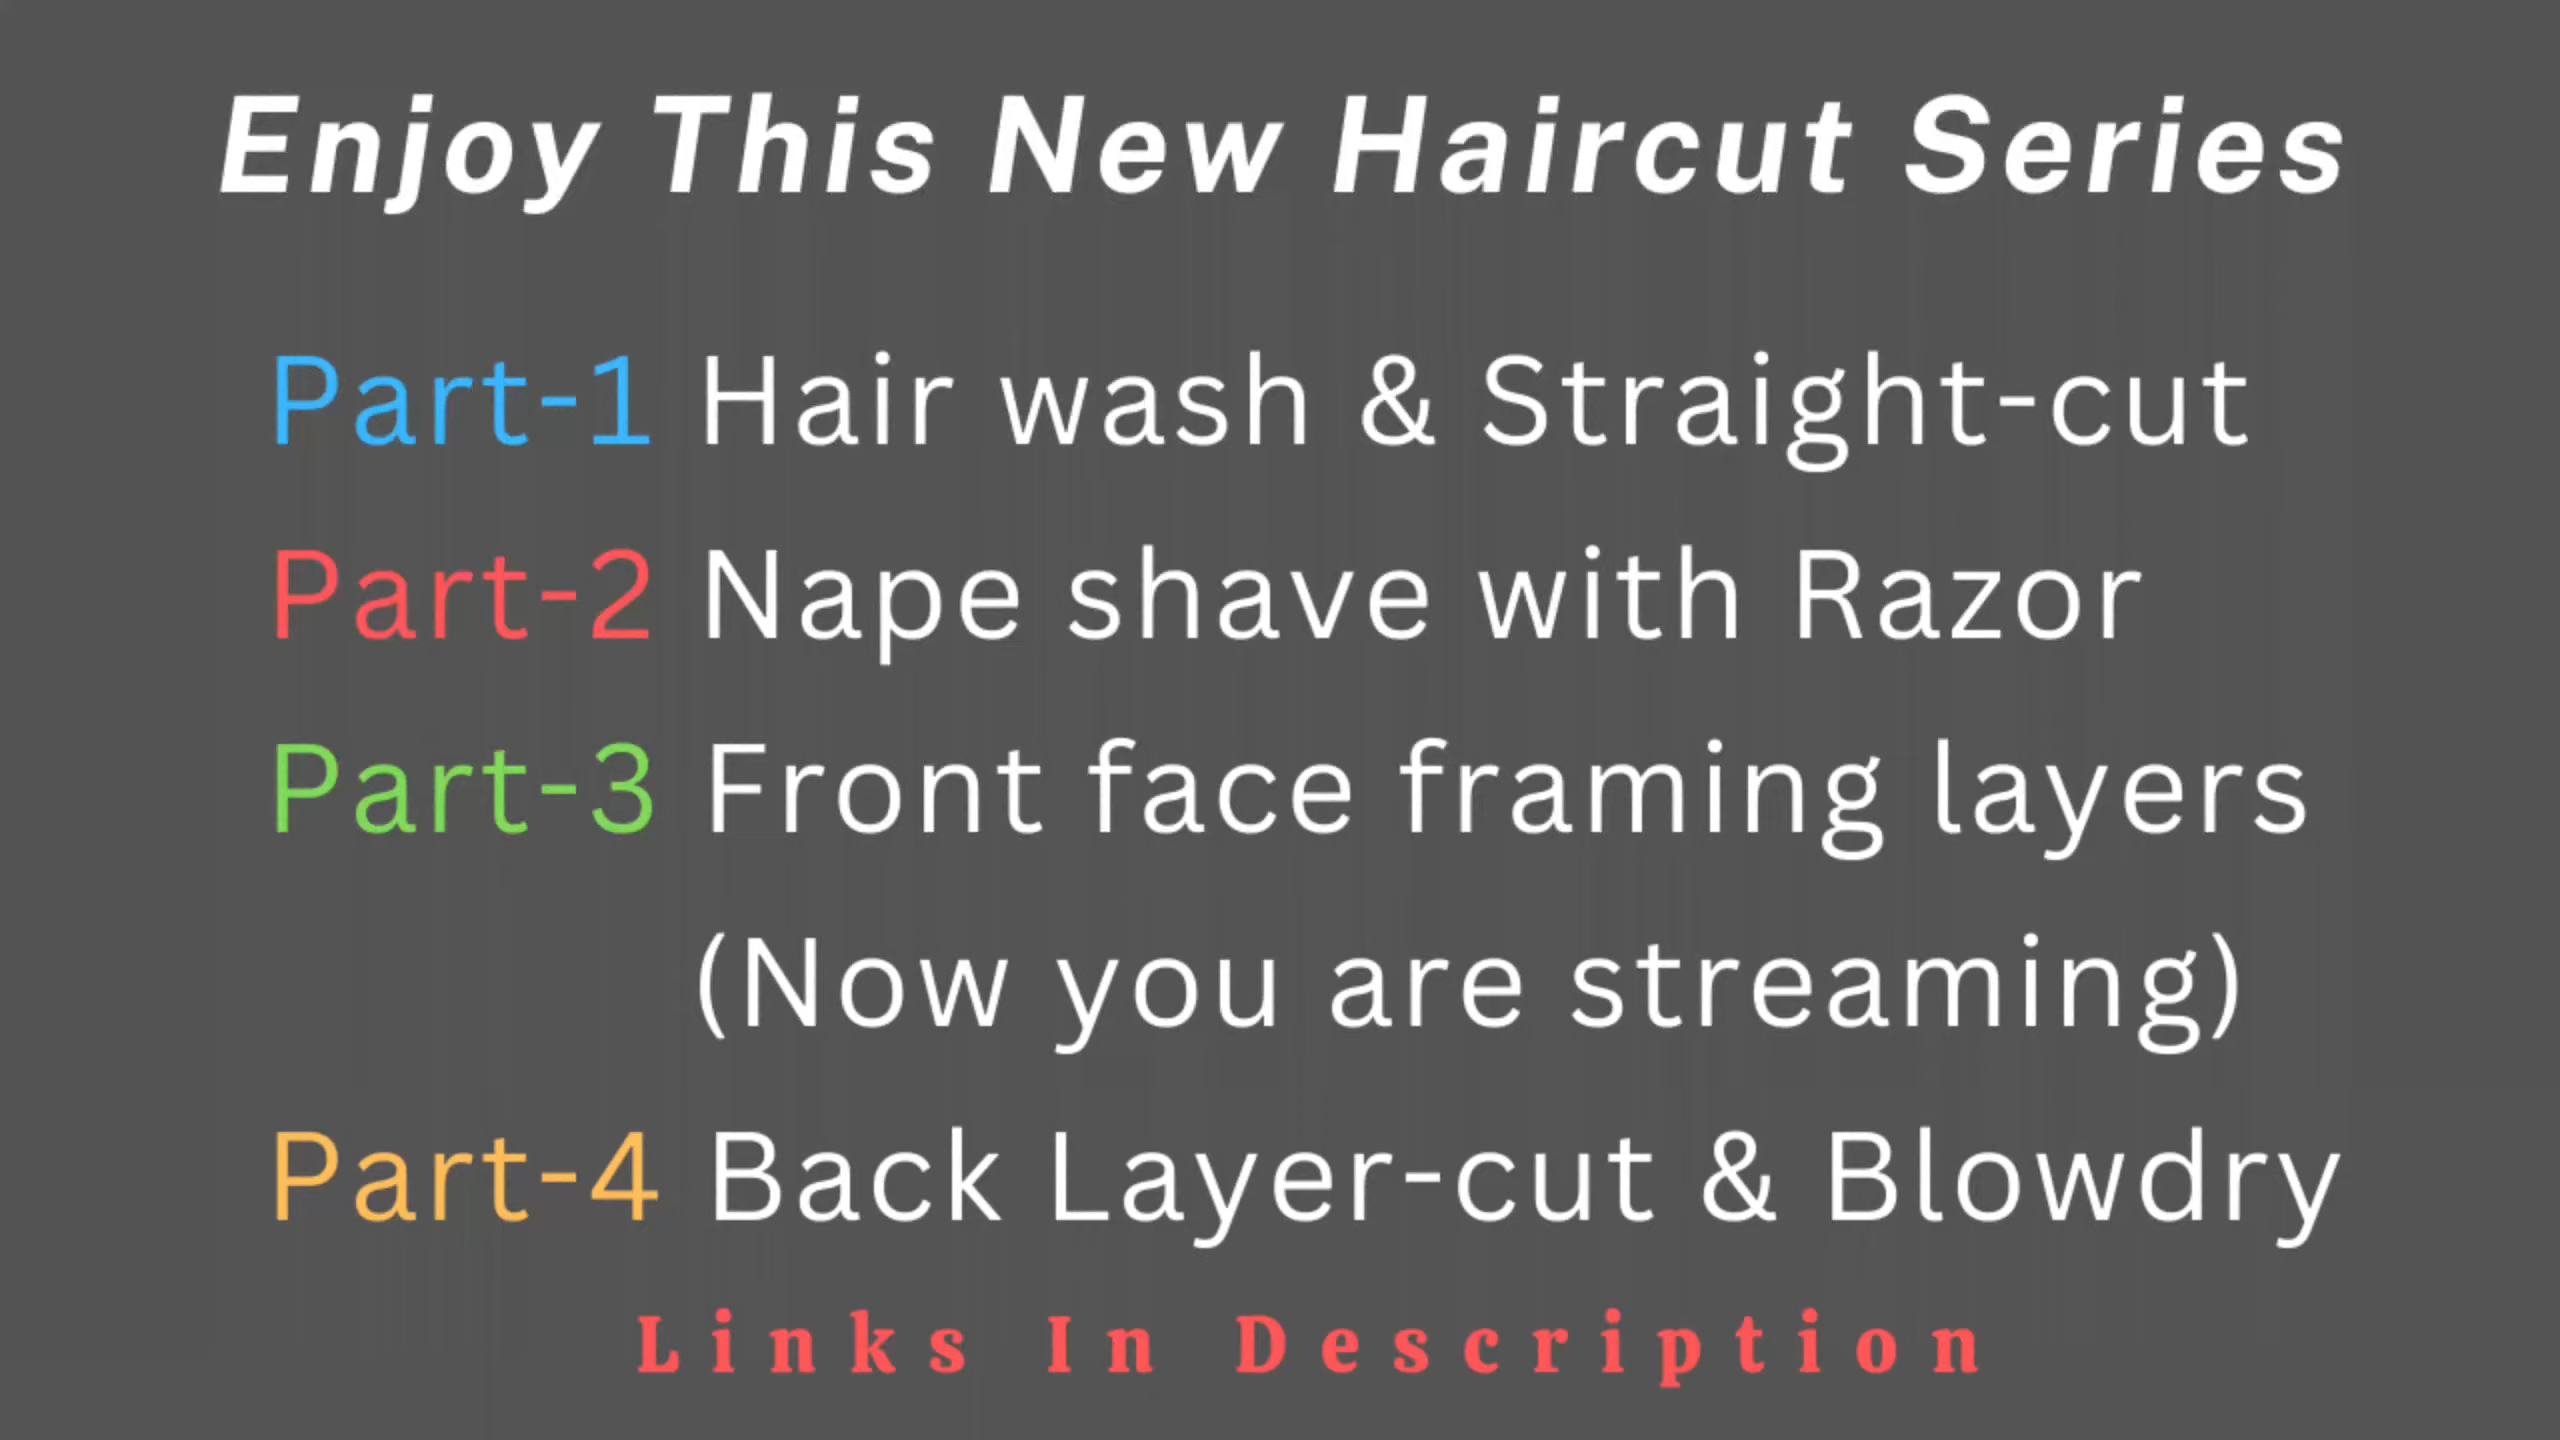 Enjoy This New Haircut Series
Part-1 Hair wash & Straight-cut
Part-2 Nape shave with Razor
Part-3 Front face framing layers
(Now you are streaming)
Part-4 Back Layer-cut & Blowdry
Links In Description